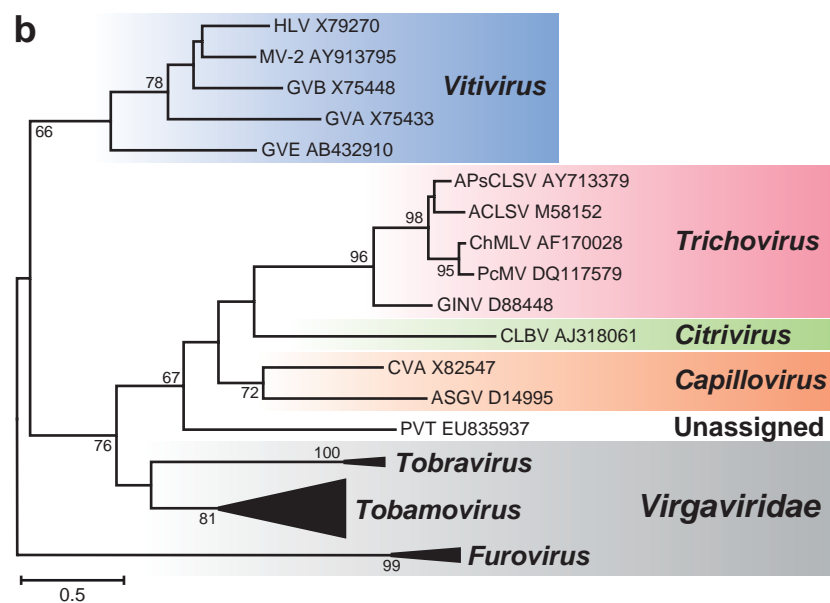 b
HLV X79270
MV-2 AY913795
78
GVB X75448
Vitivirus
GVA X75433
66
GVE AB432910
APsCLSV AY713379
98
ACLSV M58152
ChMLV AF170028
Trichovirus
96
95
PcMV DQ117579
GINV D88448
CLBV AJ318061
Citrivirus
CVA X82547
67
72
Capillovirus
ASGV D14995
PVT EU835937
Unassigned
76
100
Tobravirus
Tobamovirus
Virgaviridae
81
Furovirus
99
0.5